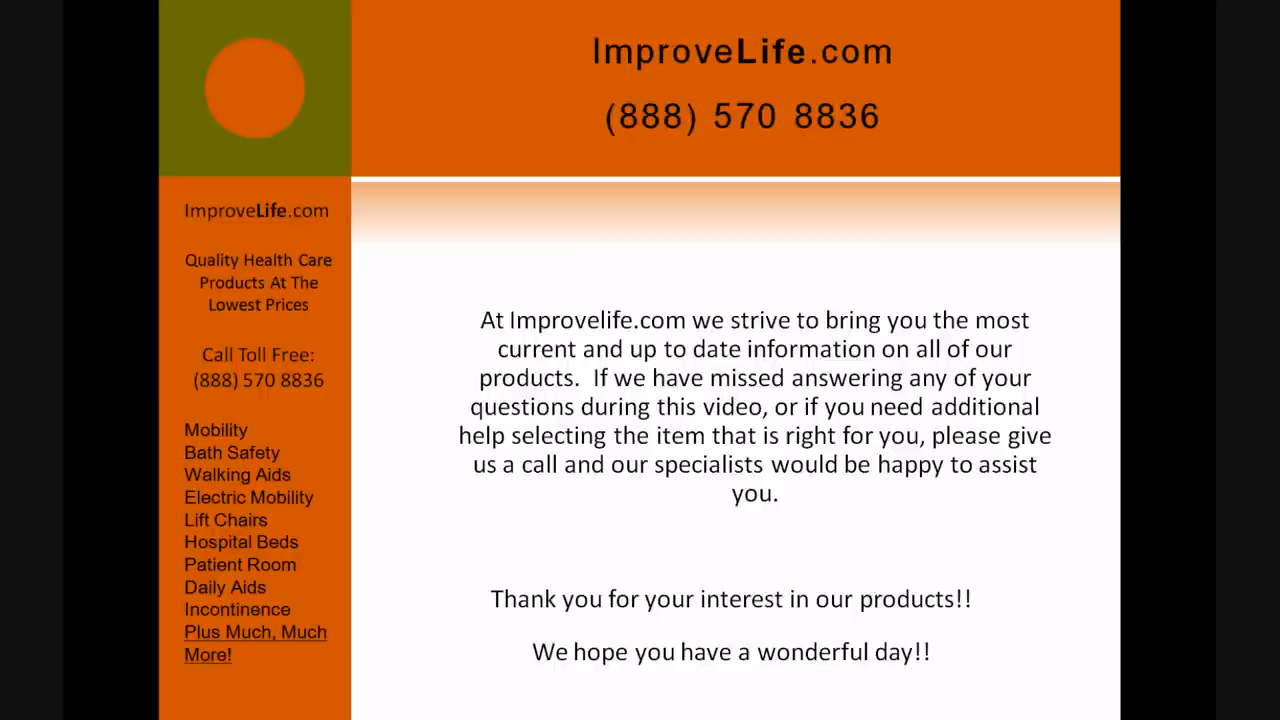 ImproveLife.com
(888) 570 8836
ImproveLife.com
Quality Health Care
Products At The
Lowest Prices
Call Toll Free:
(888) 570 8836
Mobility
Bath Safety
Walking Aids
Electric Mobility
Lift Chairs
Hospital Beds
Patient Room
Daily Aids
Incontinence
Plus Much, Much
More!
At Improvelife.com we strive to bring you the most
current and up to date information on all of our
products.  If we have missed answering any of your
questions during this video, or if you need additional
help selecting the item that is right for you, please give
us a call and our specialists would be happy to assist
you.
Thank you for your interest in our products!!
We hope you have a wonderful day!!